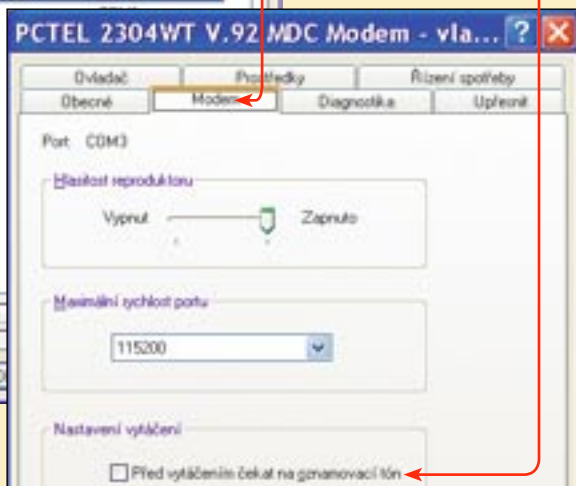 PCTEL 2304WT V.92 MDC Modem - vla...
Ovladač Prostředky Řízení spotřeby
Obecné Modem Diagnostika Upřesnit
Port: COM3
Hlasitost reproduktoru
Vypnut Zapnuto
Maximální rychlost portu
115200
Nastavení vytáčení
Před vytáčením čekat na oznamovací tón